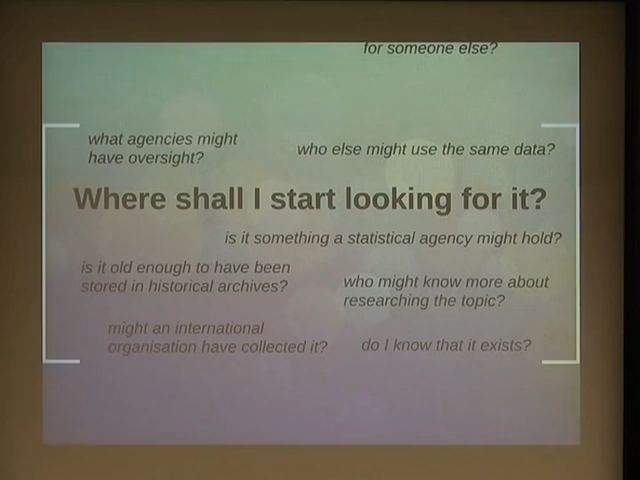 for someone else?
what agencies might
have oversight?
who else might use the same data?
Where shall I start looking for it?
is it something a statistical agency might hold?
is it old enough to have been
stored in historical archives?
who might know more about
researching the topic?
might an international
organisation have collected it?
do I know that it exists?